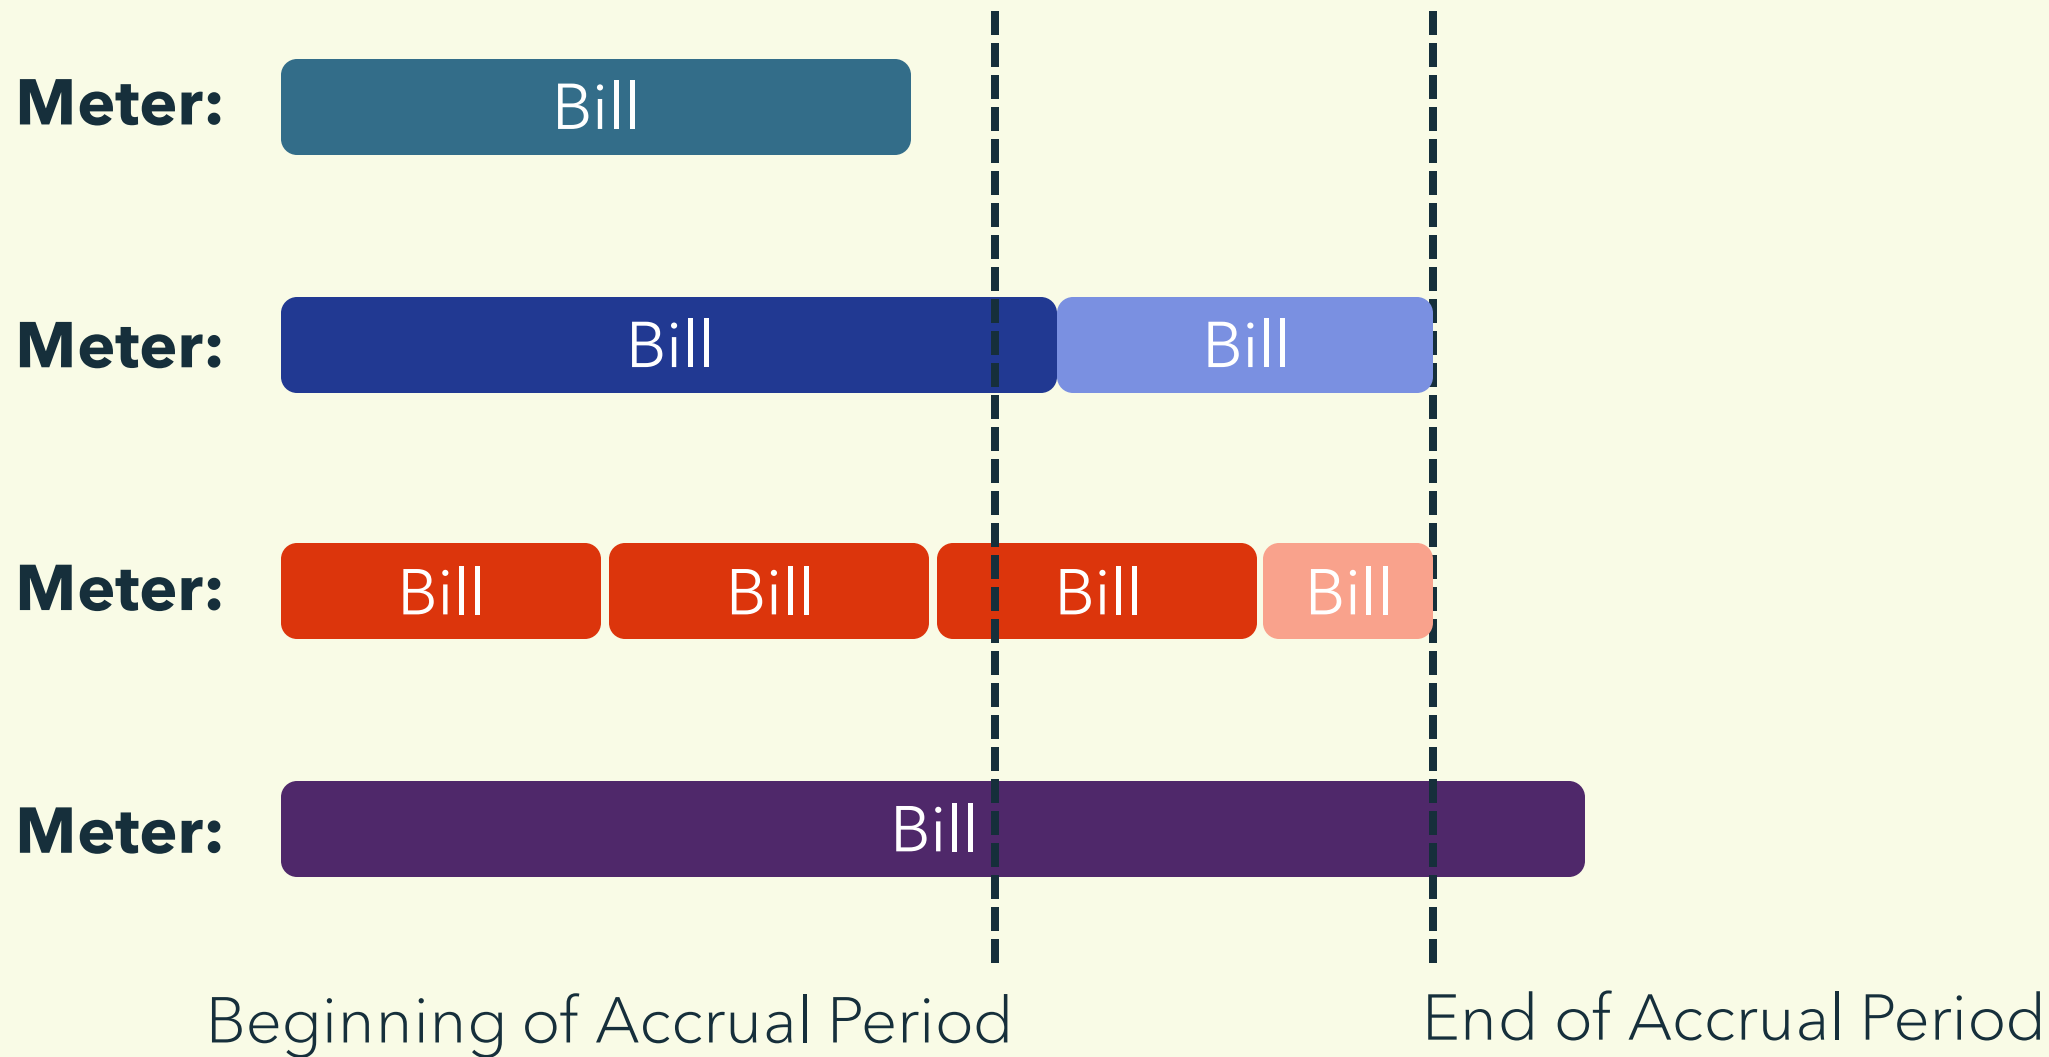 Meter: Bill
Meter: Bill Bill
Meter: Bill Bill Bill Bill
Meter: Bill
Beginning of Accrual Period End of Accrual Period